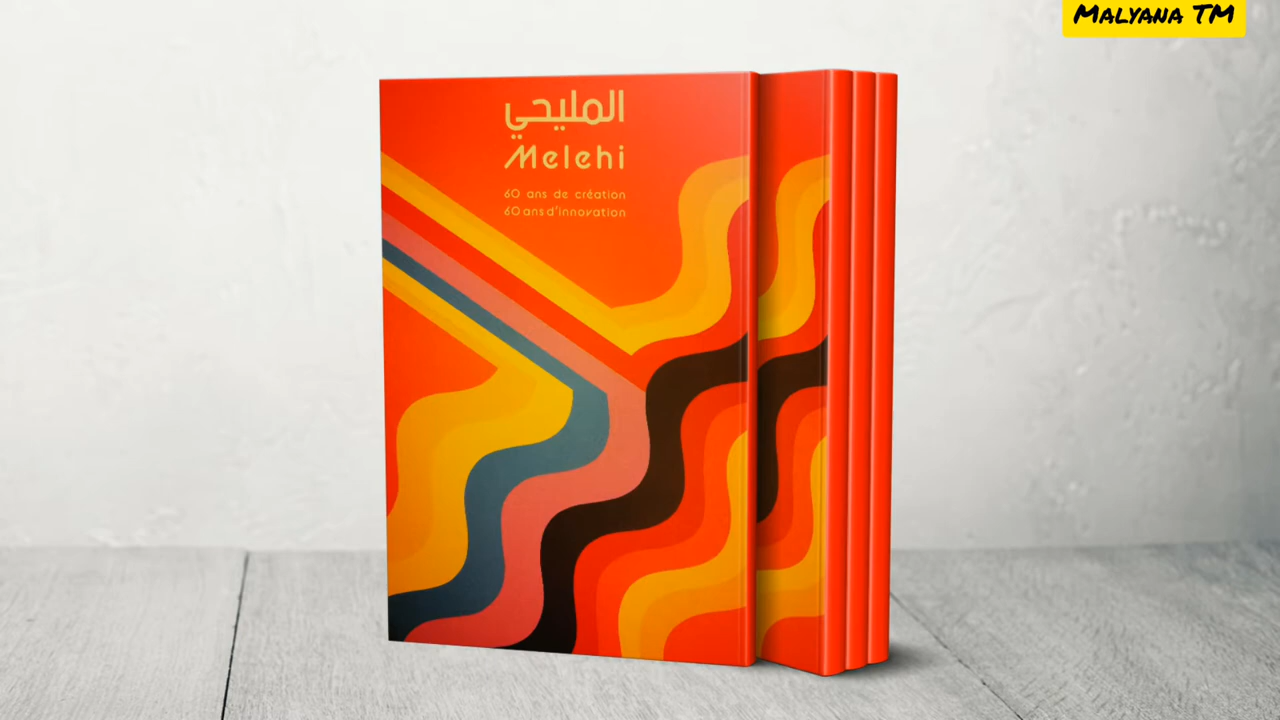 Malyana TM
المليحي
Melehi
60 ans de création
60 ans d'innovation